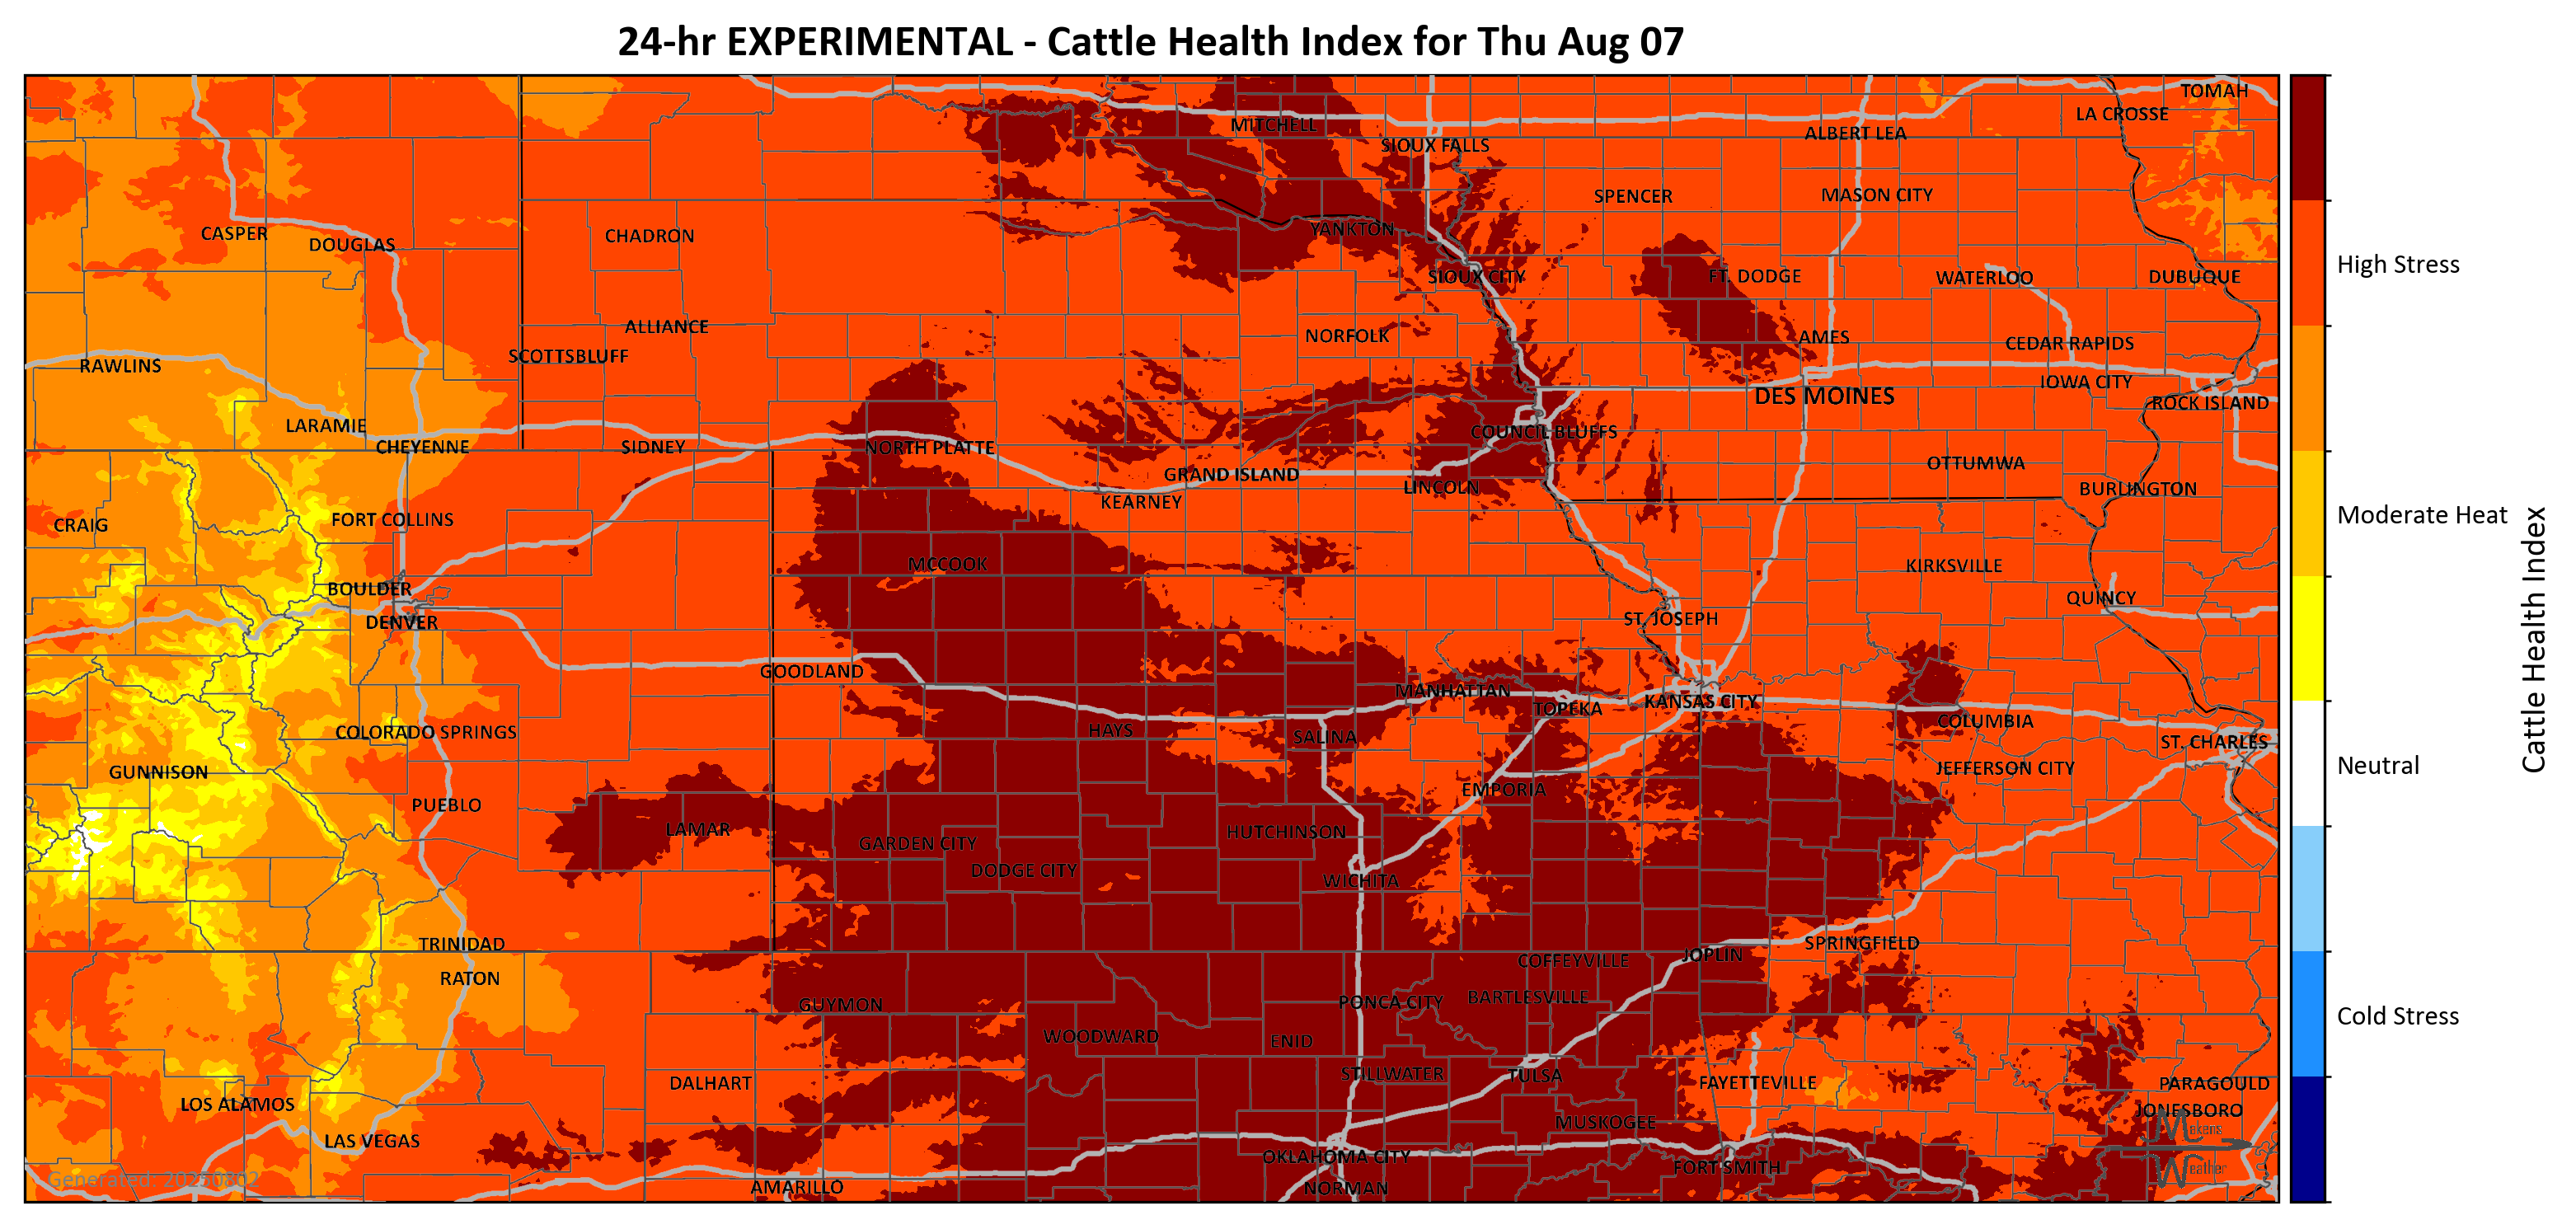 24-hr EXPERIMENTAL - Cattle Health Index for Thu Aug 07
TOMAH
LA CROSSE
MITCHELL
ALBERT LEA
SIOUX FALLS
SPENCER
MASON CITY
CASPER
DOUGLAS
CHADRON
YANKTON
SIOUX CITY
FT. DODGE
WATERLOO
DUBUQUE
High Stress
ALLIANCE
NORFOLK
AMES
CEDAR RAPIDS
SCOTTSBLUFF
RAWLINS
IOWA CITY
DES MOINES
ROCK ISLAND
LARAMIE
COUNCIL BLUFFS
CHEYENNE
SIDNEY
NORTH PLATTE
GRAND ISLAND
OTTUMWA
LINCOLN
BURLINGTON
KEARNEY
Moderate Heat
CRAIG
FORT COLLINS
MCCOOK
KIRKSVILLE
BOULDER
QUINCY
DENVER
ST. JOSEPH
Cattle Health Index
GOODLAND
MANHATTAN
KANSAS CITY
TOPEKA
COLUMBIA
COLORADO SPRINGS
HAYS
SALINA
ST. CHARLES
GUNNISON
JEFFERSON CITY
Neutral
EMPORIA
PUEBLO
LAMAR
HUTCHINSON
GARDEN CITY
DODGE CITY
WICHITA
TRINIDAD
SPRINGFIELD
JOPLIN
COFFEYVILLE
RATON
BARTLESVILLE
PONCA CITY
GUYMON
Cold Stress
WOODWARD
ENID
STILLWATER
TULSA
DALHART
FAYETTEVILLE
PARAGOULD
LOS ALAMOS
JONESBORO
MUSKOGEE
Makens
LAS VEGAS
OKLAHOMA CITY
FORT SMITH
Weather
Generated: 20250802
AMARILLO
NORMAN